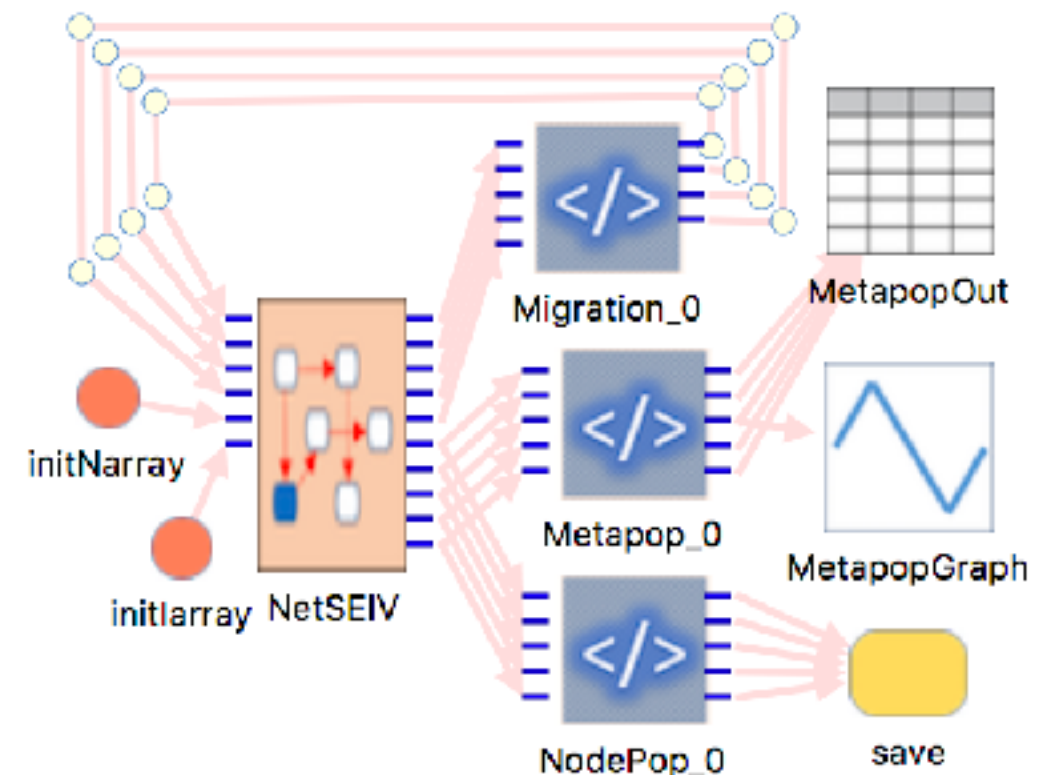 </>
MetapopOut
Migration_0
</>
initNarray
Metapop_0
MetapopGraph
initIarray
NetSEIV
</>
NodePop_0
save